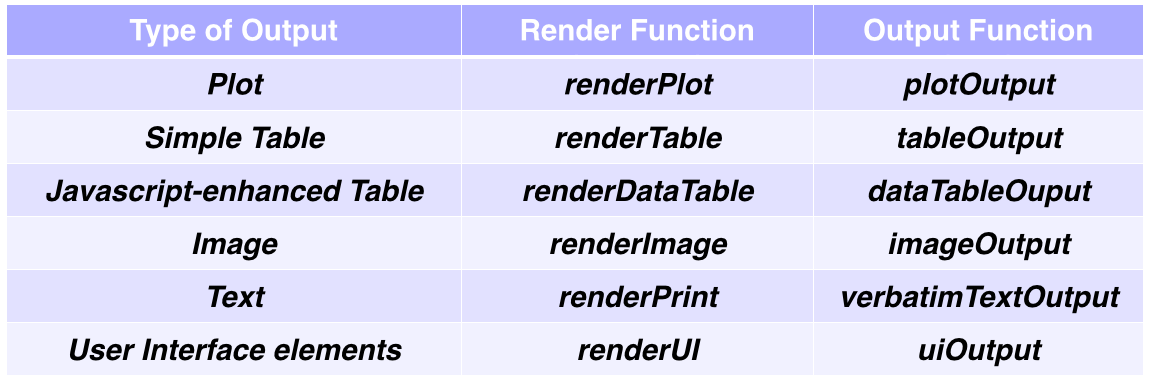 Type of Output Render Function Output Function
Plot renderPlot plotOutput
Simple Table renderTable tableOutput
Javascript-enhanced Table renderDataTable dataTableOuput
Image renderImage imageOutput
Text renderPrint verbatimTextOutput
User Interface elements renderUI uiOutput